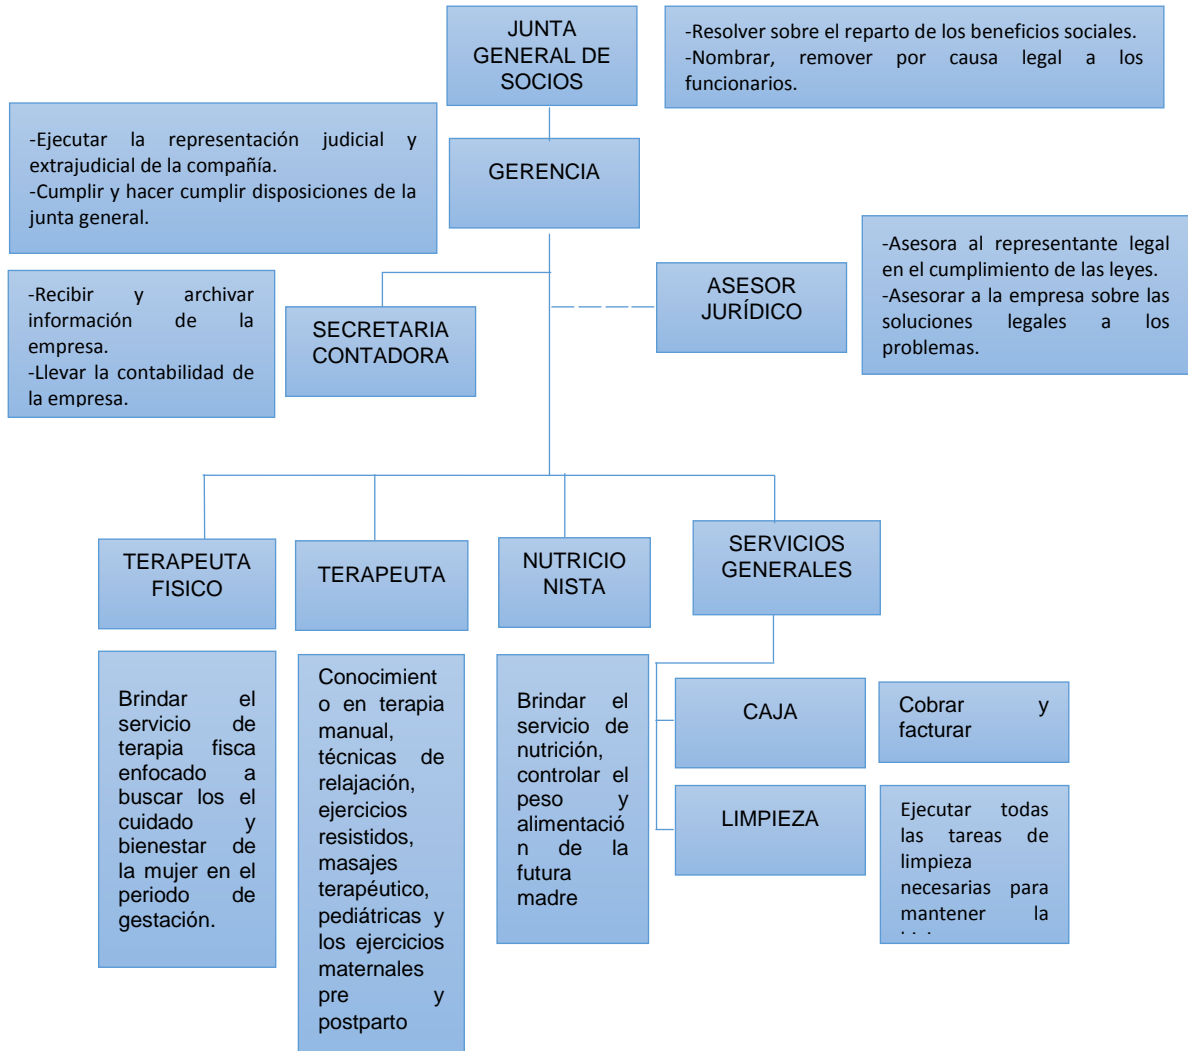 JUNTA
GENERAL DE
SOCIOS
-Resolver sobre el reparto de los beneficios sociales.
-Nombrar, remover por causa legal a los
funcionarios.
-Ejecutar la representación judicial y
extrajudicial de la compañía.
-Cumplir y hacer cumplir disposiciones de la
junta general.
GERENCIA
-Asesora al representante legal
en el cumplimiento de las leyes.
-Asesorar a la empresa sobre las
soluciones legales a los
problemas.
ASESOR
JURÍDICO
-Recibir y archivar
información de la
empresa.
-Llevar la contabilidad de
la empresa.
SECRETARIA
CONTADORA
TERAPEUTA
FISICO
TERAPEUTA
NUTRICIO
NISTA
SERVICIOS
GENERALES
Brindar el
servicio de
terapia fisca
enfocado a
buscar los el
cuidado y
bienestar de
la mujer en el
periodo de
gestación.
Conocimient
o en terapia
manual,
técnicas de
relajación,
ejercicios
resistidos,
masajes
terapéutico,
pediátricas y
los ejercicios
maternales
pre y
postparto
Brindar el
servicio de
nutrición,
controlar el
peso y
alimentació
n de la
futura
madre
CAJA
Cobrar y
facturar
LIMPIEZA
Ejecutar todas
las tareas de
limpieza
necesarias para
mantener la